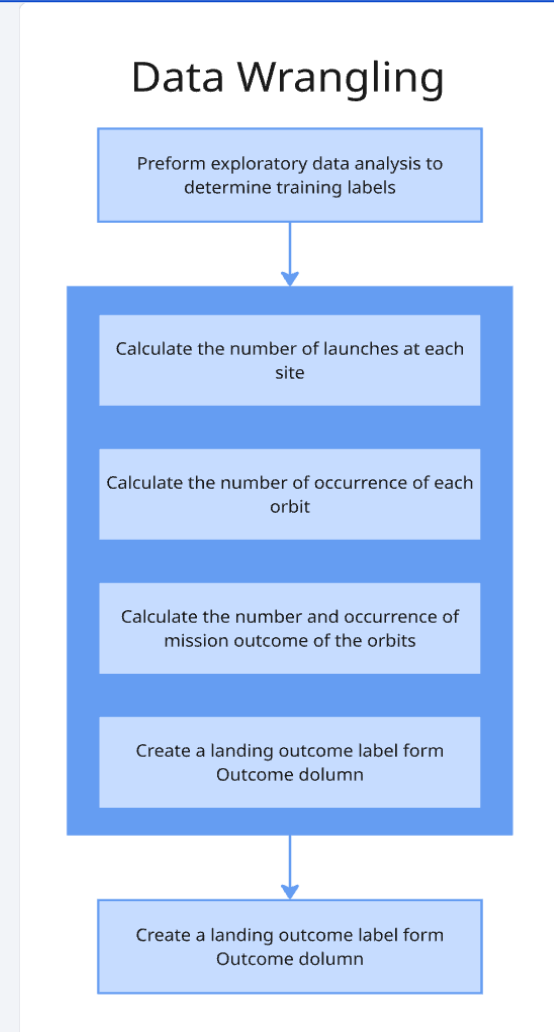 Data Wrangling
Preform exploratory data analysis to
determine training labels
Calculate the number of launches at each
site
Calculate the number of occurrence of each
orbit
Calculate the number and occurrence of
mission outcome of the orbits
Create a landing outcome label form
Outcome dolumn
Create a landing outcome label form
Outcome dolumn